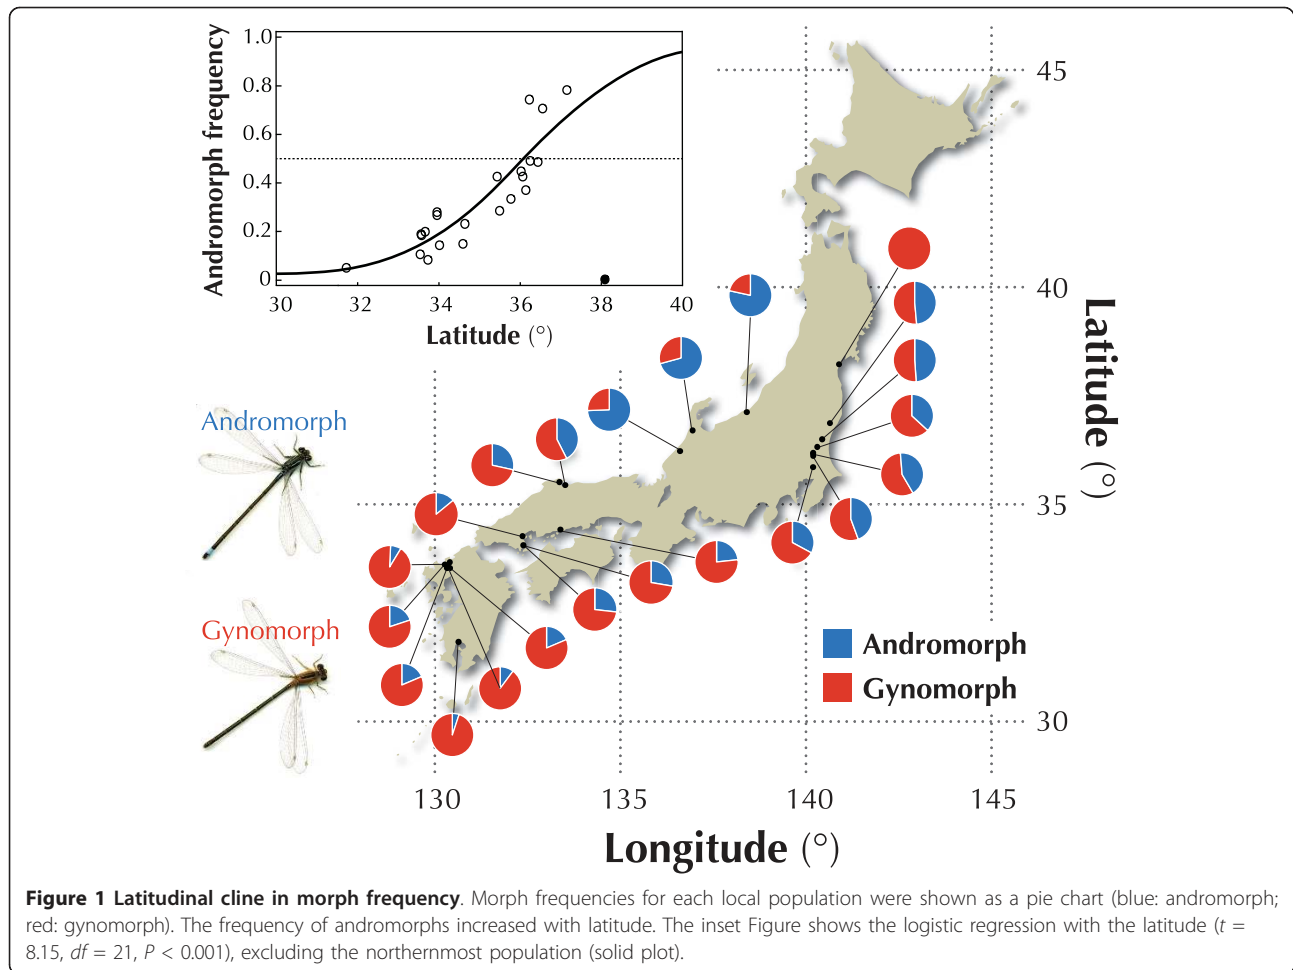 1.0
0.8
0.6
0.4
0.2
0
Andromorph frequency
30 32 34 36 38 40
Latitude (°)
45
40
35
30
Latitude (°)
Andromorph
Gynomorph
Andromorph
Gynomorph
130 135 140 145
Longitude (°)
Figure 1 Latitudinal cline in morph frequency. Morph frequencies for each local population were shown as a pie chart (blue: andromorph;
red: gynomorph). The frequency of andromorphs increased with latitude. The inset Figure shows the logistic regression with the latitude (t =
8.15, df = 21, P < 0.001), excluding the northernmost population (solid plot).